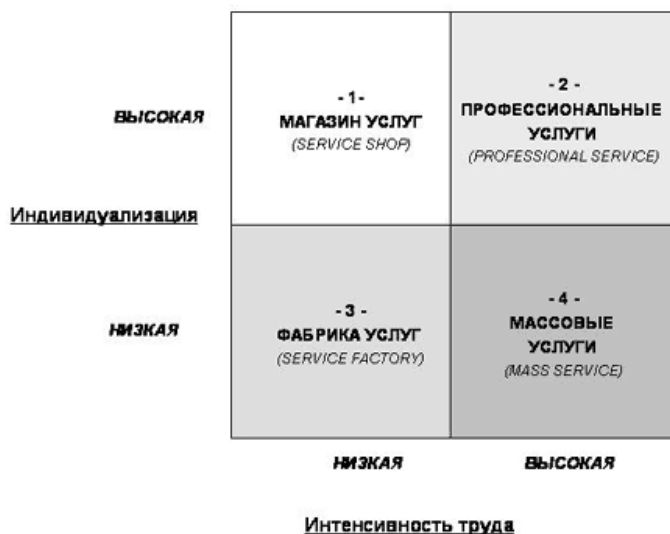 - 1-
МАГАЗИН УСЛУГ
(SERVICE SHOP)
- 2 -
ПРОФЕССИОНАЛЬНЫЕ
УСЛУГИ
(PROFESSIONAL SERVICE)
ВЫСОКАЯ
Индивидуализация
НИЗКАЯ
- 3 -
ФАБРИКА УСЛУГ
(SERVICE FACTORY)
- 4 -
МАССОВЫЕ
УСЛУГИ
(MASS SERVICE)
НИЗКАЯ
ВЫСОКАЯ
Интенсивность труда